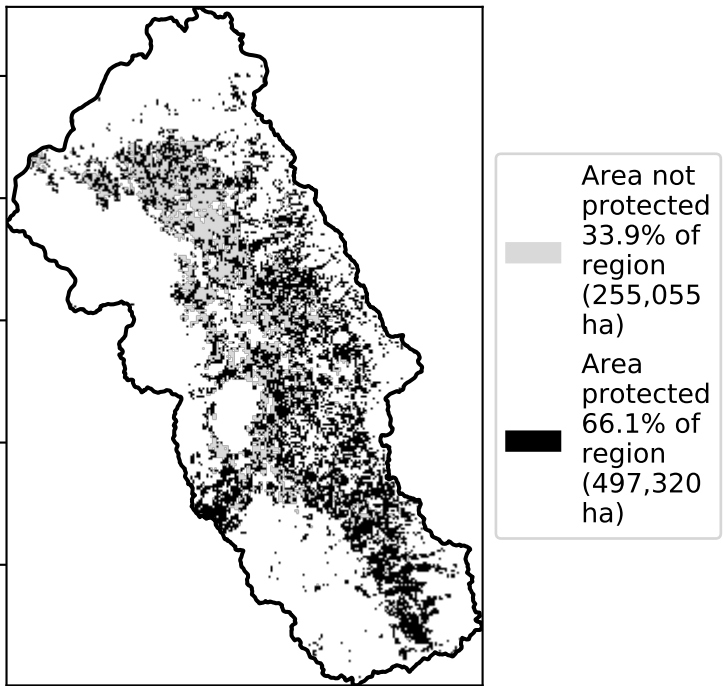 Area not
protected
33.9% of
region
(255,055
ha)
Area
protected
66.1% of
region
(497,320
ha)